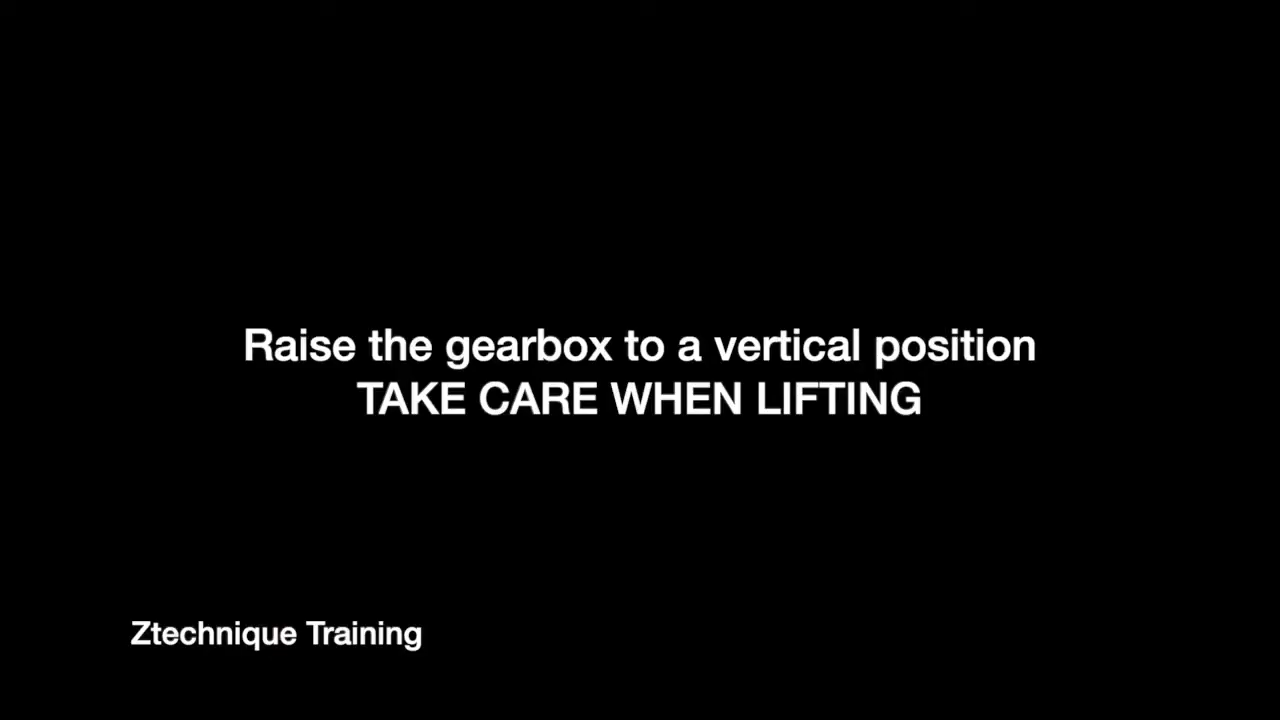 Raise the gearbox to a vertical position
TAKE CARE WHEN LIFTING
Ztechnique Training